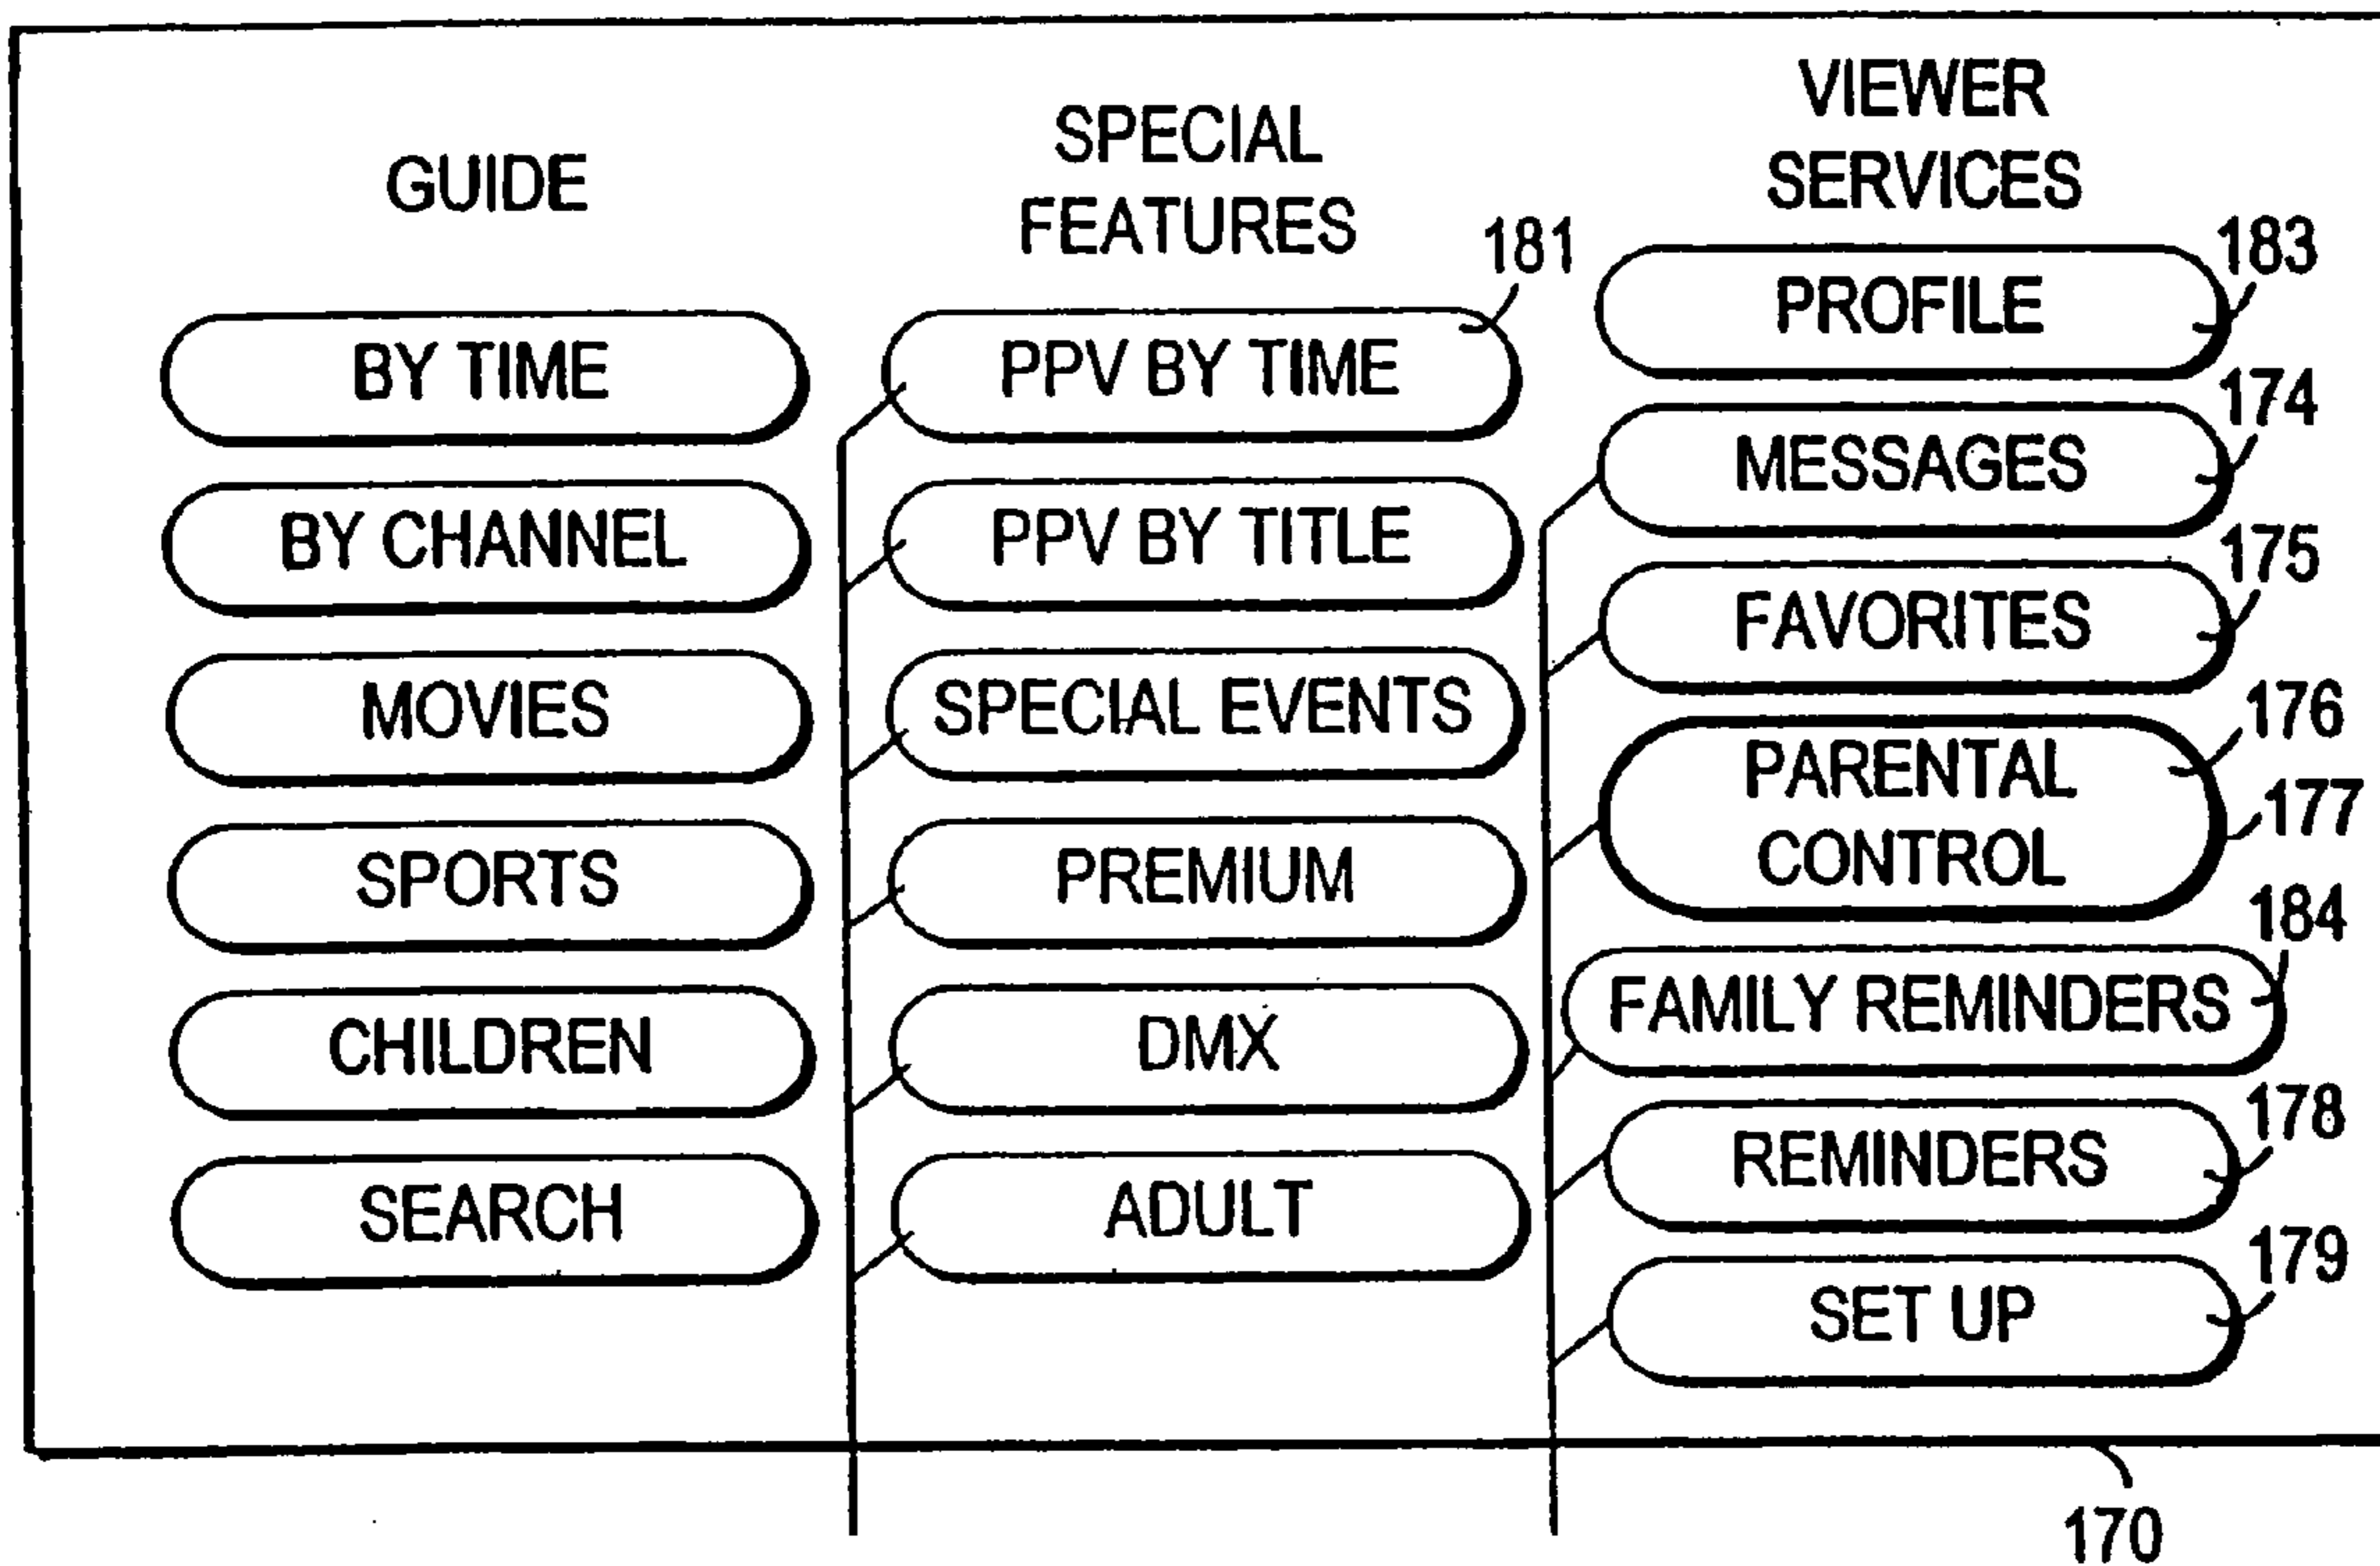 GUIDE
BY TIME
BY CHANNEL
MOVIES
SPORTS
CHILDREN
SEARCH
SPECIAL
FEATURES
181
PPV BY TIME
PPV BY TITLE
SPECIAL EVENTS
PREMIUM
DMX
ADULT
VIEWER
SERVICES
183
PROFILE
174
MESSAGES
175
FAVORITES
176
PARENTAL
177
CONTROL
184
FAMILY REMINDERS
178
REMINDERS
179
SET UP
170